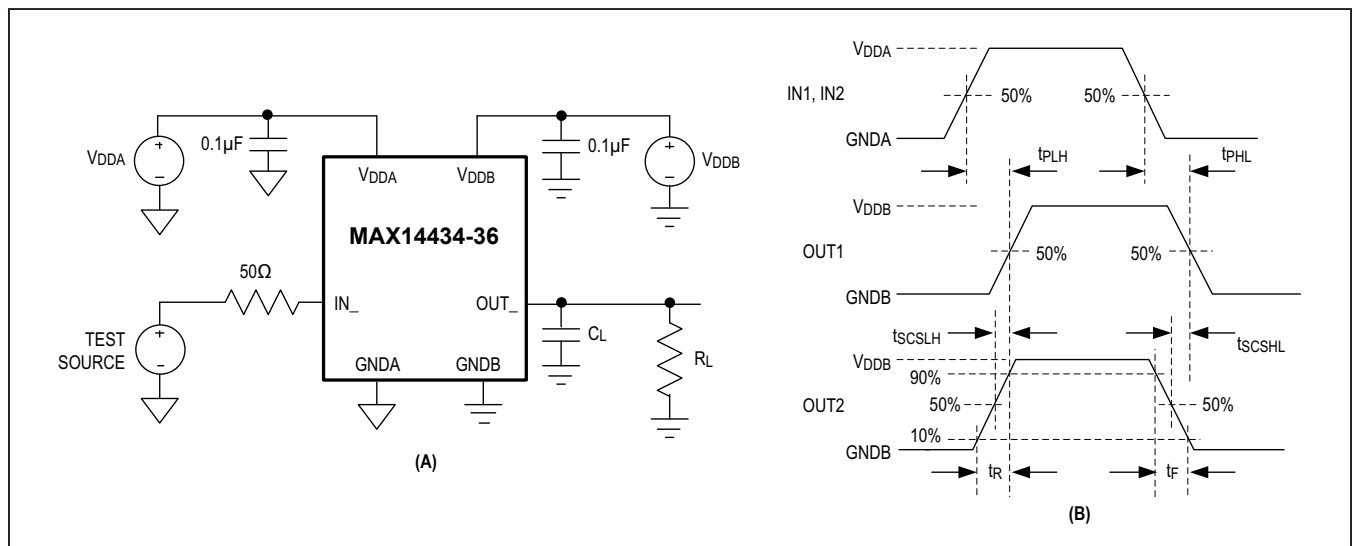 VDDA
0.1µF
0.1µF
VDDB
VDDA
VDDB
MAX14434-36
50Ω
IN_
OUT_
TEST
SOURCE
CL
RL
GNDA
GNDB
(A)
VDDA
IN1, IN2
50%
50%
GNDA
tPLH
tPHL
VDDB
OUT1
50%
50%
GNDB
tSCSLH
tSCSHL
VDDB
90%
OUT2
50%
50%
10%
GNDB
tR
tF
(B)